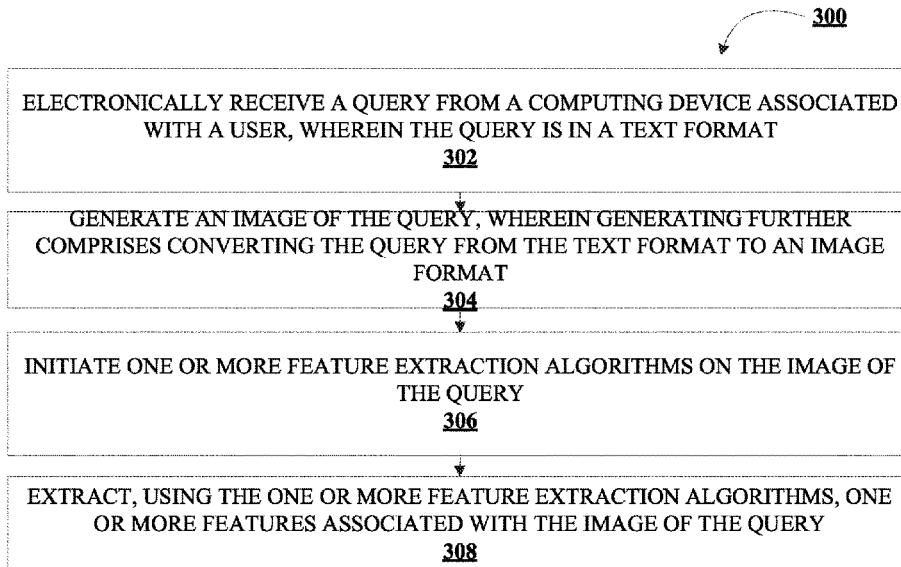 300
ELECTRONICALLY RECEIVE A QUERY FROM A COMPUTING DEVICE ASSOCIATED
WITH A USER, WHEREIN THE QUERY IS IN A TEXT FORMAT
302
GENERATE AN IMAGE OF THE QUERY, WHEREIN GENERATING FURTHER
COMPRISES CONVERTING THE QUERY FROM THE TEXT FORMAT TO AN IMAGE
FORMAT
304
INITIATE ONE OR MORE FEATURE EXTRACTION ALGORITHMS ON THE IMAGE OF
THE QUERY
306
EXTRACT, USING THE ONE OR MORE FEATURE EXTRACTION ALGORITHMS, ONE
OR MORE FEATURES ASSOCIATED WITH THE IMAGE OF THE QUERY
308